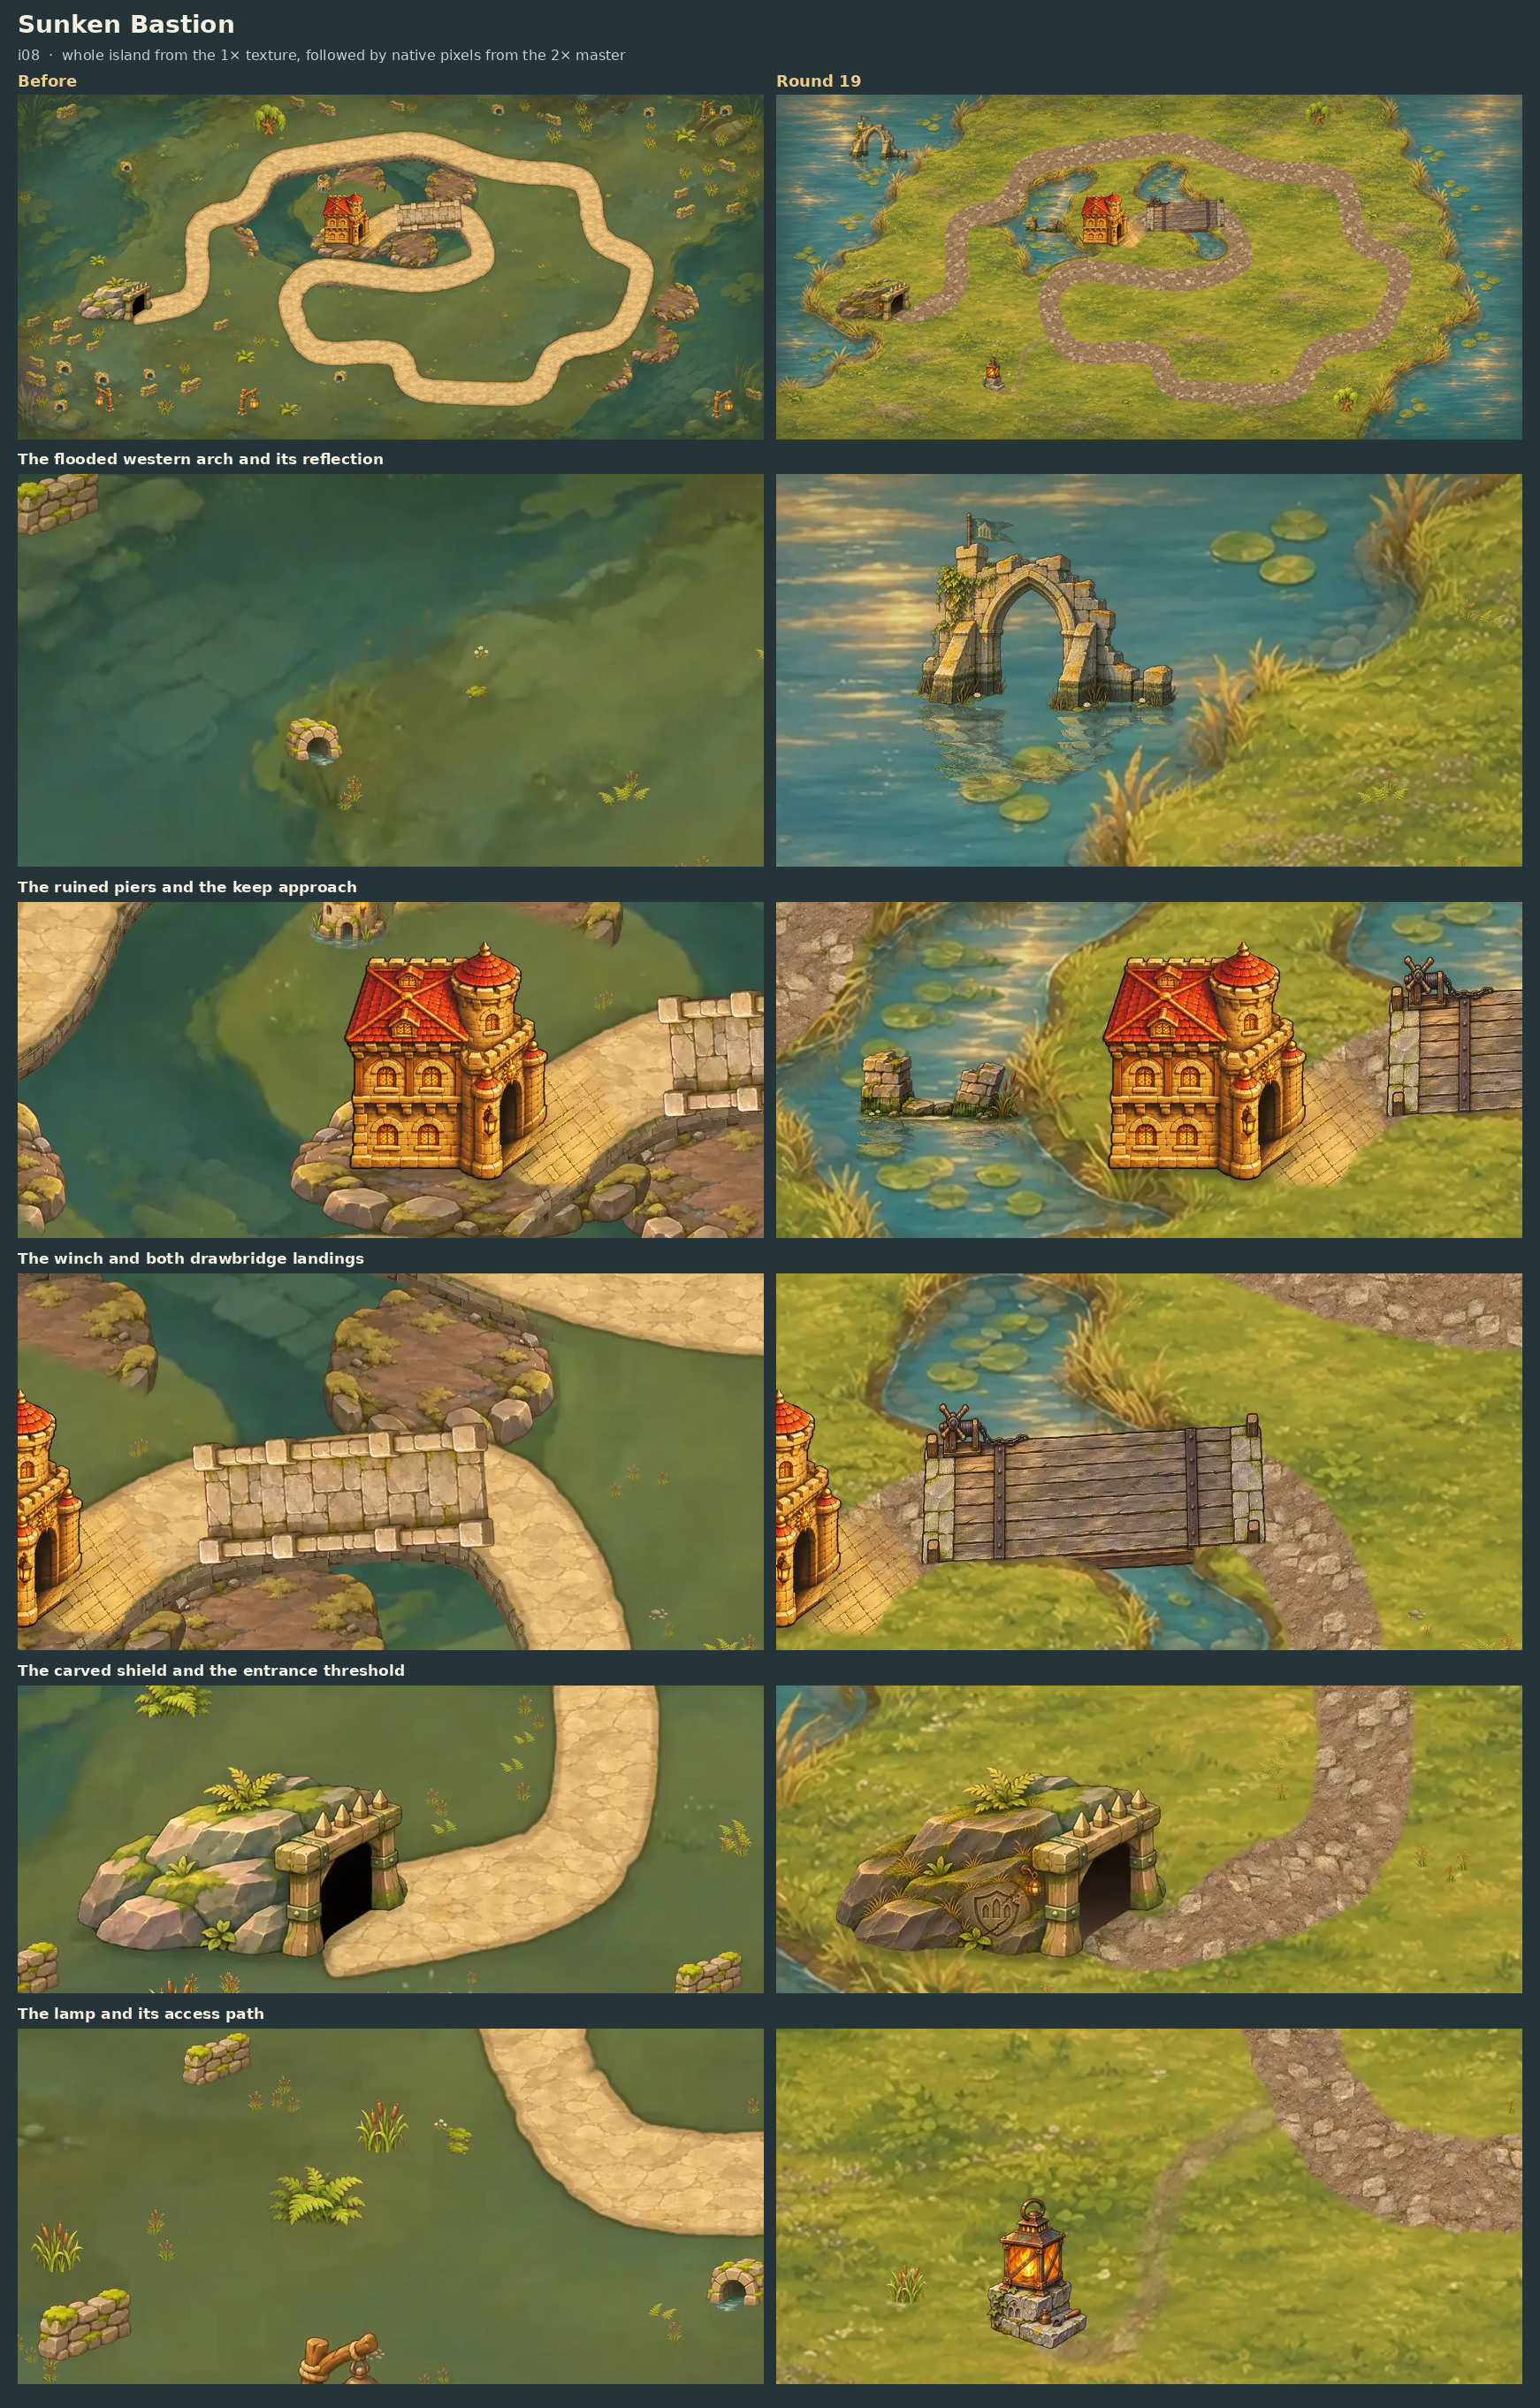 Sunken Bastion
i08 · whole island from the 1× texture, followed by native pixels from the 2× master
Before
Round 19
The flooded western arch and its reflection
The ruined piers and the keep approach
The winch and both drawbridge landings
The carved shield and the entrance threshold
The lamp and its access path